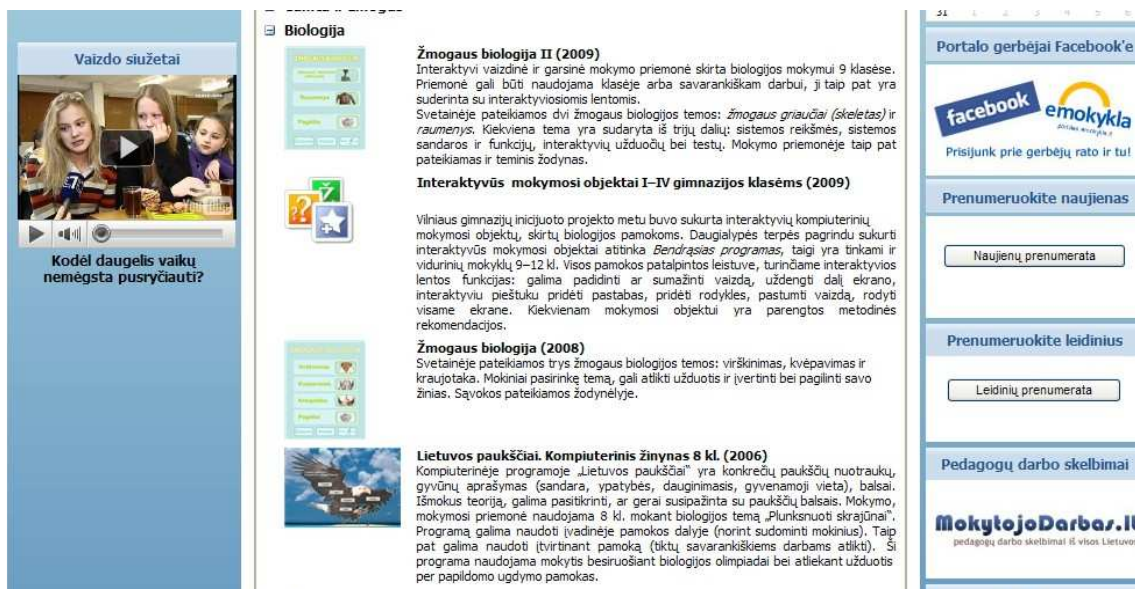 Vaizdo siužetai
YouTube
Kodėl daugelis vaikų
nemėgsta pusryčiauti?
Biologija
Žmogaus biologija II (2009)
Interaktyvi vaizdinė ir garsinė mokymo priemonė skirta biologijos mokymui 9 klasėse.
Priemonė gali būti naudojama klasėje arba savarankiškam darbui, ji taip pat yra
suderinta su interaktyviosiomis lentomis.
Svetainėje pateikiamos dvi žmogaus biologijos temos: žmogaus griaučiai (skeletas) ir
raumenys. Kiekviena tema yra sudaryta iš trijų dalių: sistemos reikšmės, sistemos
sandaros ir funkcijų, interaktyvių užduočių bei testų. Mokymo priemonėje taip pat
pateikiamas ir teminis žodynas.
Interaktyvūs mokymosi objektai I–IV gimnazijos klasėms (2009)
Vilniaus gimnazijų inicijuoto projekto metu buvo sukurta interaktyvių kompiuterinių
mokymosi objektų, skirtų biologijos pamokoms. Daugialypės terpės pagrindu sukurti
interaktyvūs mokymosi objektai atitinka Bendrąsias programas, taigi yra tinkami ir
vidurinių mokyklų 9–12 kl. Visos pamokos patalpintos leistuve, turinčiame interaktyvios
lentos funkcijas: galima padidinti ar sumažinti vaizdą, uždengti dalį ekrano,
interaktyviu pieštuku pridėti pastabas, pridėti rodykles, pastumti vaizdą, rodyti
visame ekrane. Kiekvienam mokymosi objektui yra parengtos metodinės
rekomendacijos.
Žmogaus biologija (2008)
Svetainėje pateikiamos trys žmogaus biologijos temos: virškinimas, kvėpavimas ir
kraujotaka. Mokiniai pasirinkę temą, gali atlikti užduotis ir įvertinti bei pagilinti savo
žinias. Sąvokos pateikiamos žodynėlyje.
Lietuvos paukščiai. Kompiuterinis žinynas 8 kl. (2006)
Kompiuterinėje programoje „Lietuvos paukščiai“ yra konkrečių paukščių nuotraukų,
gyvūnų aprašymas (sandara, ypatybės, dauginimasis, gyvenamoji vieta), balsai.
Išmokus teoriją, galima pasitikrinti, ar gerai susipažinta su paukščių balsais. Mokymo,
mokymosi priemonė naudojama 8 kl. mokant biologijos temą „Plunksnuoti skrajūnai“.
Programą galima naudoti įvadinėje pamokos dalyje (norint sudominti mokinius). Taip
pat galima naudoti įtvirtinant pamoką (tiktų savarankiškiems darbams atlikti). Ši
programa naudojama mokytis besiruošiant biologijos olimpiadai bei atliekant užduotis
per papildomo ugdymo pamokas.
31
Portalo gerbėjai Facebook'e
facebook
emokykla
Prisijunk prie gerbėjų rato ir tu!
Prenumeruokite naujienas
Naujienų prenumerata
Prenumeruokite leidinius
Leidinių prenumerata
Pedagogų darbo skelbimai
MokytojoDarbas.lt
pedagogų darbo skelbimai iš visos Lietuvos